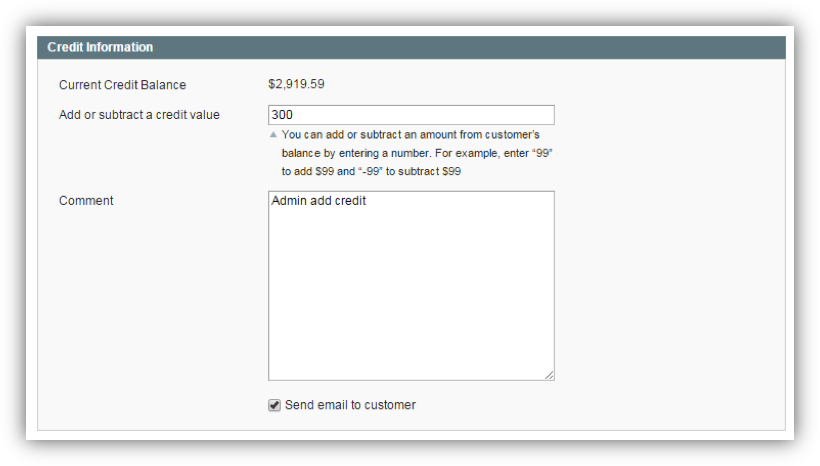 Credit Information
Current Credit Balance $2,919.59
Add or subtract a credit value 300
You can add or subtract an amount from customer's
balance by entering a number. For example, enter “99”
to add $99 and “-99” to subtract $99
Comment Admin add credit
Send email to customer